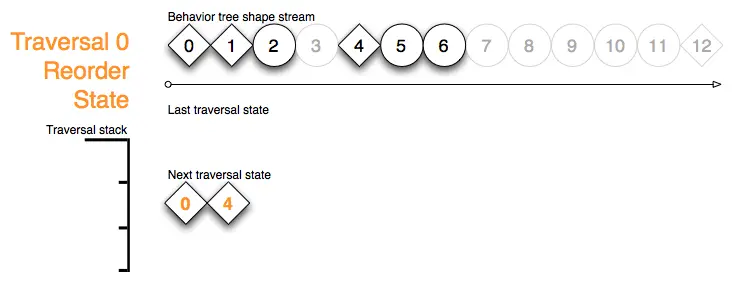 Behavior tree shape stream
Traversal 0
Reorder
State
0 1 2 3 4 5 6 7 8 9 10 11 12
Last traversal state
Traversal stack
Next traversal state
0 4